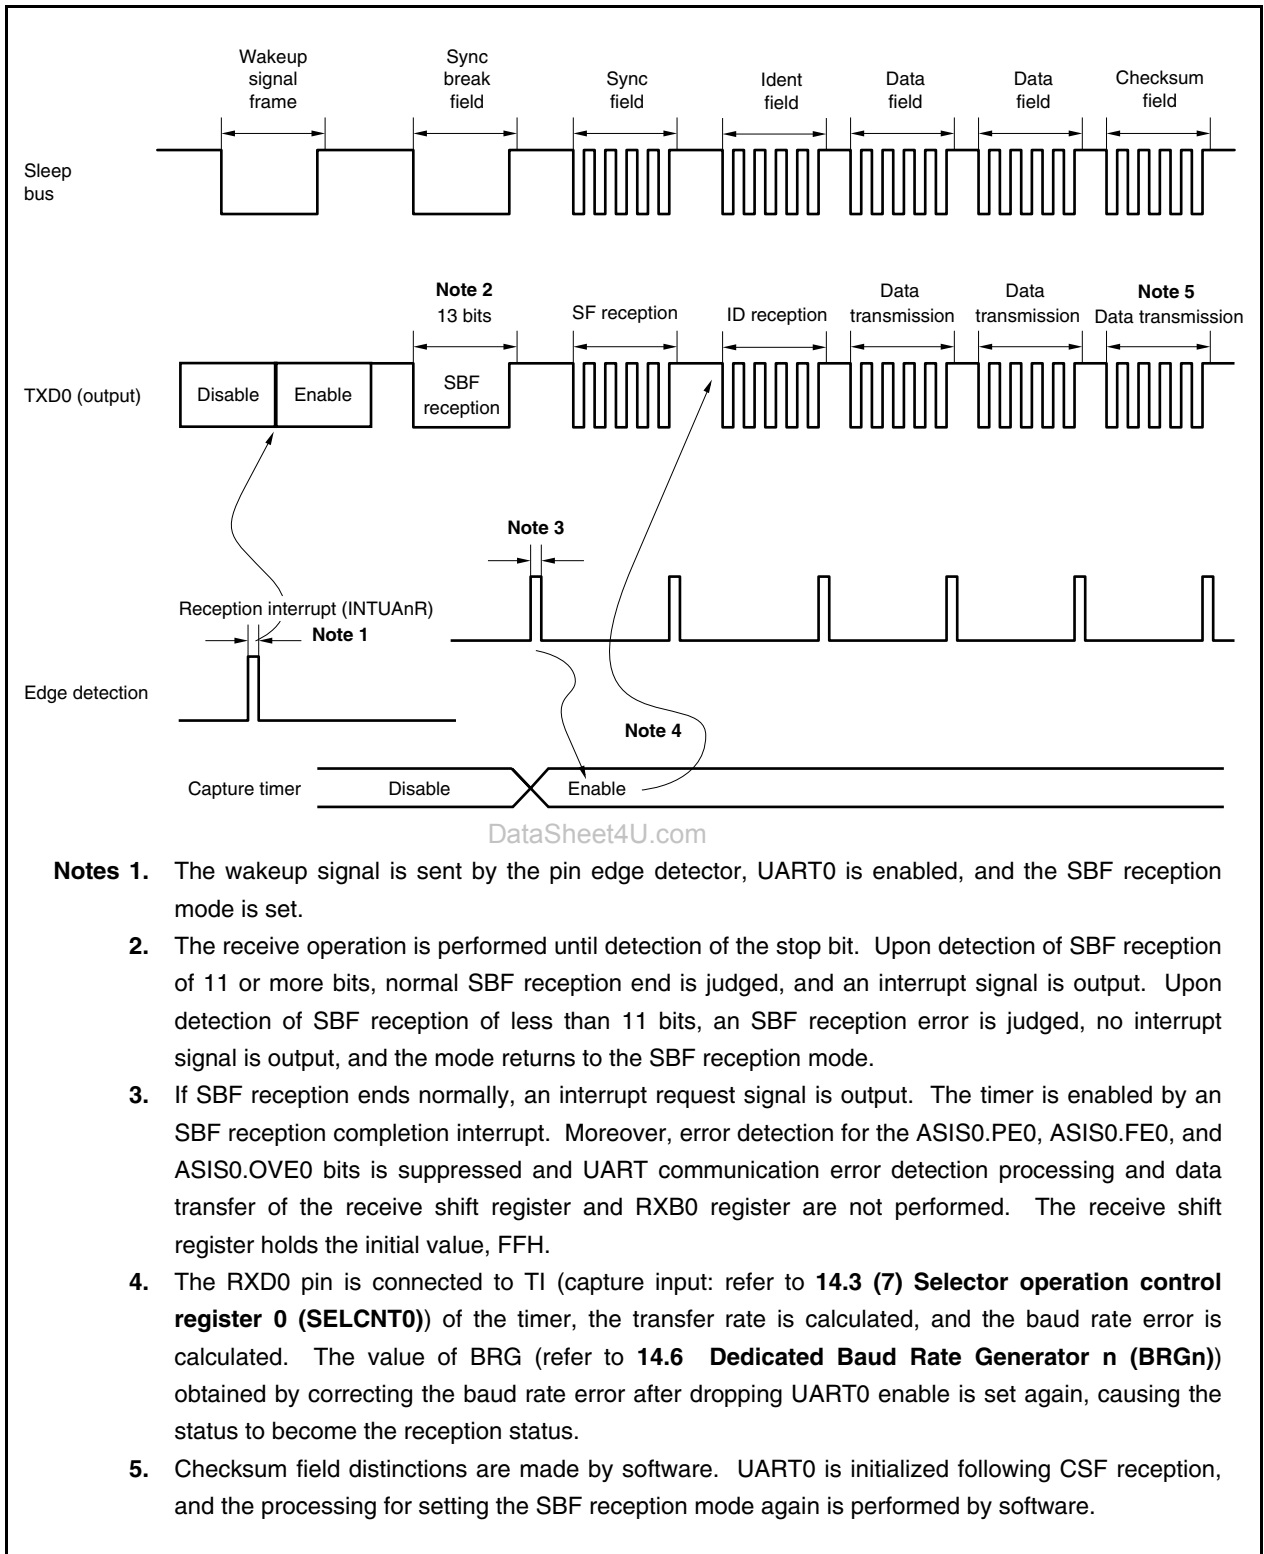 Wakeup
signal
frame
Sync
break
field
Sync
field
Ident
field
Data
field
Data
field
Checksum
field
Sleep
bus
Note 2
13 bits
SF reception
ID reception
Data
transmission
Data
transmission
Note 5
Data transmission
TXD0 (output)
Disable
Enable
SBF
reception
Note 3
Reception interrupt (INTUAnR)
Note 1
Edge detection
Note 4
Capture timer
Disable
Enable
DataSheet4U.com
Notes 1. The wakeup signal is sent by the pin edge detector, UART0 is enabled, and the SBF reception
mode is set.
2. The receive operation is performed until detection of the stop bit. Upon detection of SBF reception
of 11 or more bits, normal SBF reception end is judged, and an interrupt signal is output. Upon
detection of SBF reception of less than 11 bits, an SBF reception error is judged, no interrupt
signal is output, and the mode returns to the SBF reception mode.
3. If SBF reception ends normally, an interrupt request signal is output. The timer is enabled by an
SBF reception completion interrupt. Moreover, error detection for the ASIS0.PE0, ASIS0.FE0, and
ASIS0.OVE0 bits is suppressed and UART communication error detection processing and data
transfer of the receive shift register and RXB0 register are not performed. The receive shift
register holds the initial value, FFH.
4. The RXD0 pin is connected to TI (capture input: refer to 14.3 (7) Selector operation control
register 0 (SELCNT0)) of the timer, the transfer rate is calculated, and the baud rate error is
calculated. The value of BRG (refer to 14.6 Dedicated Baud Rate Generator n (BRGn))
obtained by correcting the baud rate error after dropping UART0 enable is set again, causing the
status to become the reception status.
5. Checksum field distinctions are made by software. UART0 is initialized following CSF reception,
and the processing for setting the SBF reception mode again is performed by software.